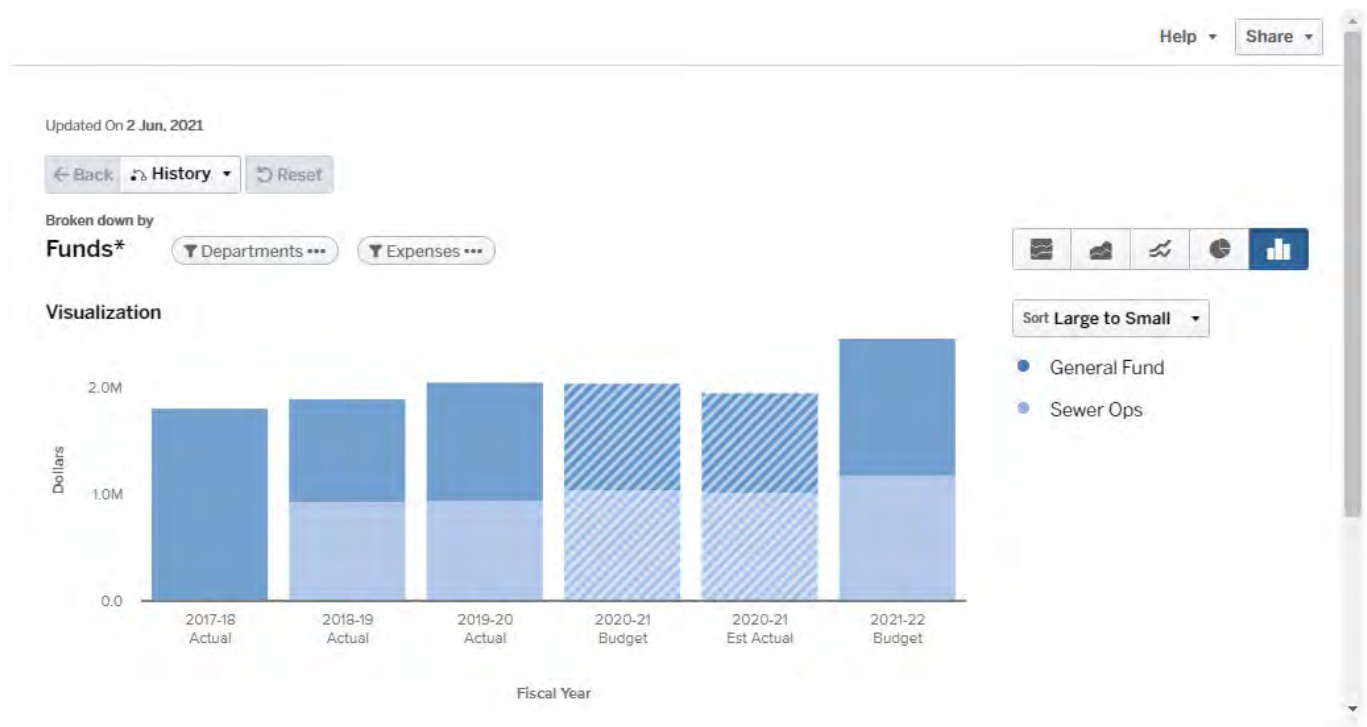 Help
Share
Updated On 2 Jun, 2021
Back
History
Reset
Broken down by
Funds*
Departments •••
Expenses •••
Visualization
Sort Large to Small
General Fund
Sewer Ops
2.0M
1.0M
0.0
Dollars
2017-18
Actual
2018-19
Actual
2019-20
Actual
2020-21
Budget
2020-21
Est Actual
2021-22
Budget
Fiscal Year